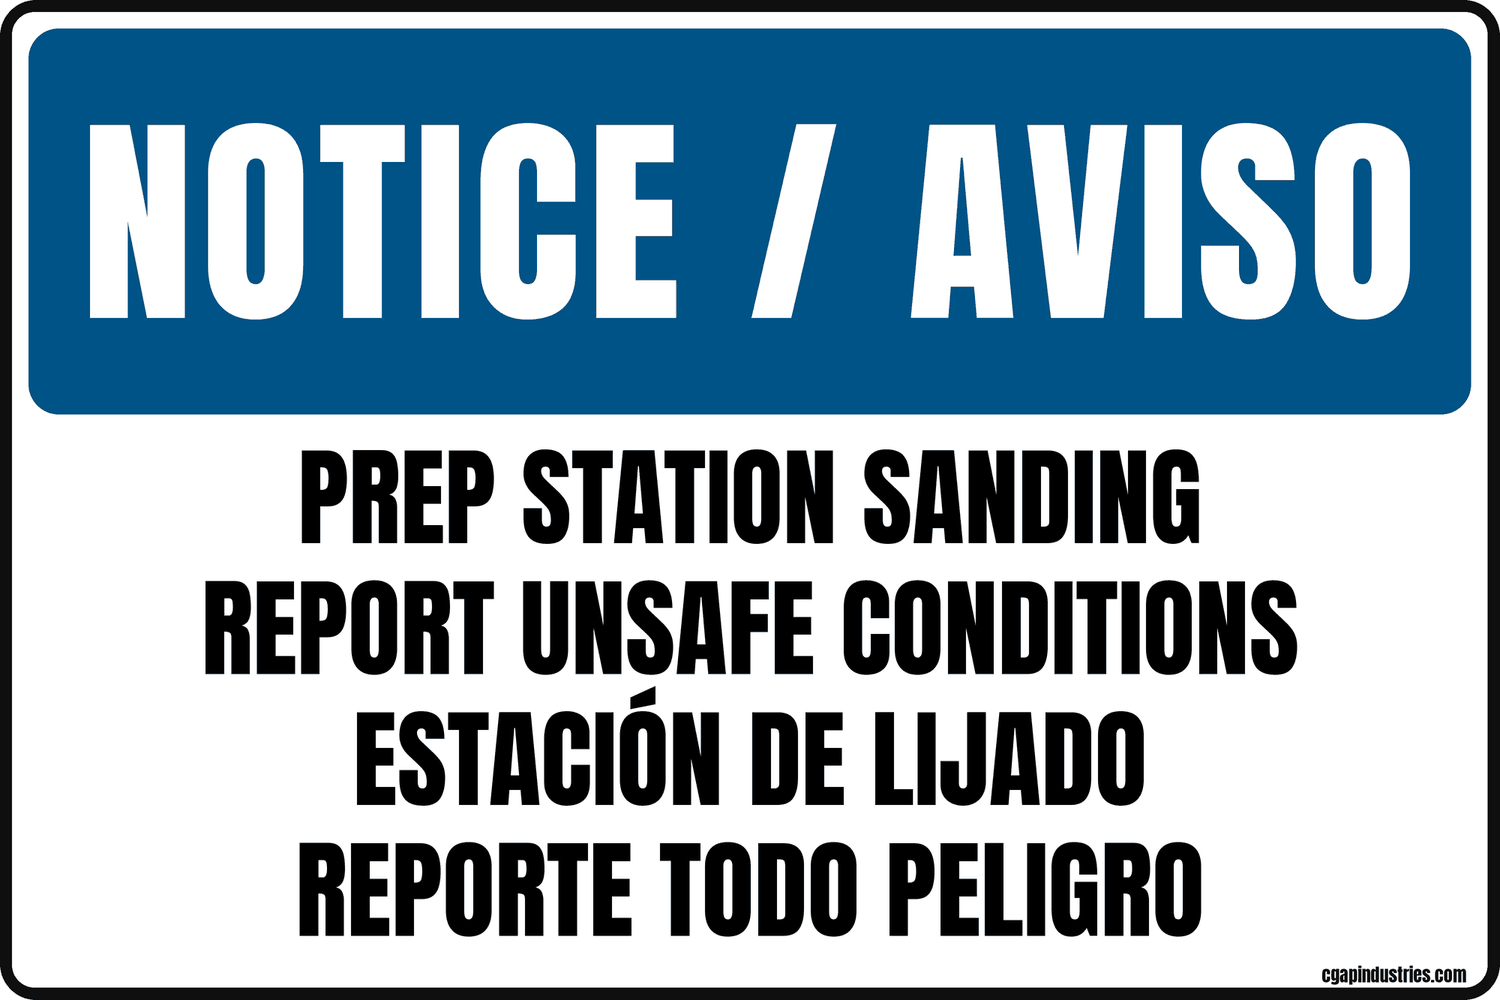 NOTICE / AVISO
PREP STATION SANDING
REPORT UNSAFE CONDITIONS
ESTACIÓN DE LIJADO
REPORTE TODO PELIGRO
cgapindustries.com